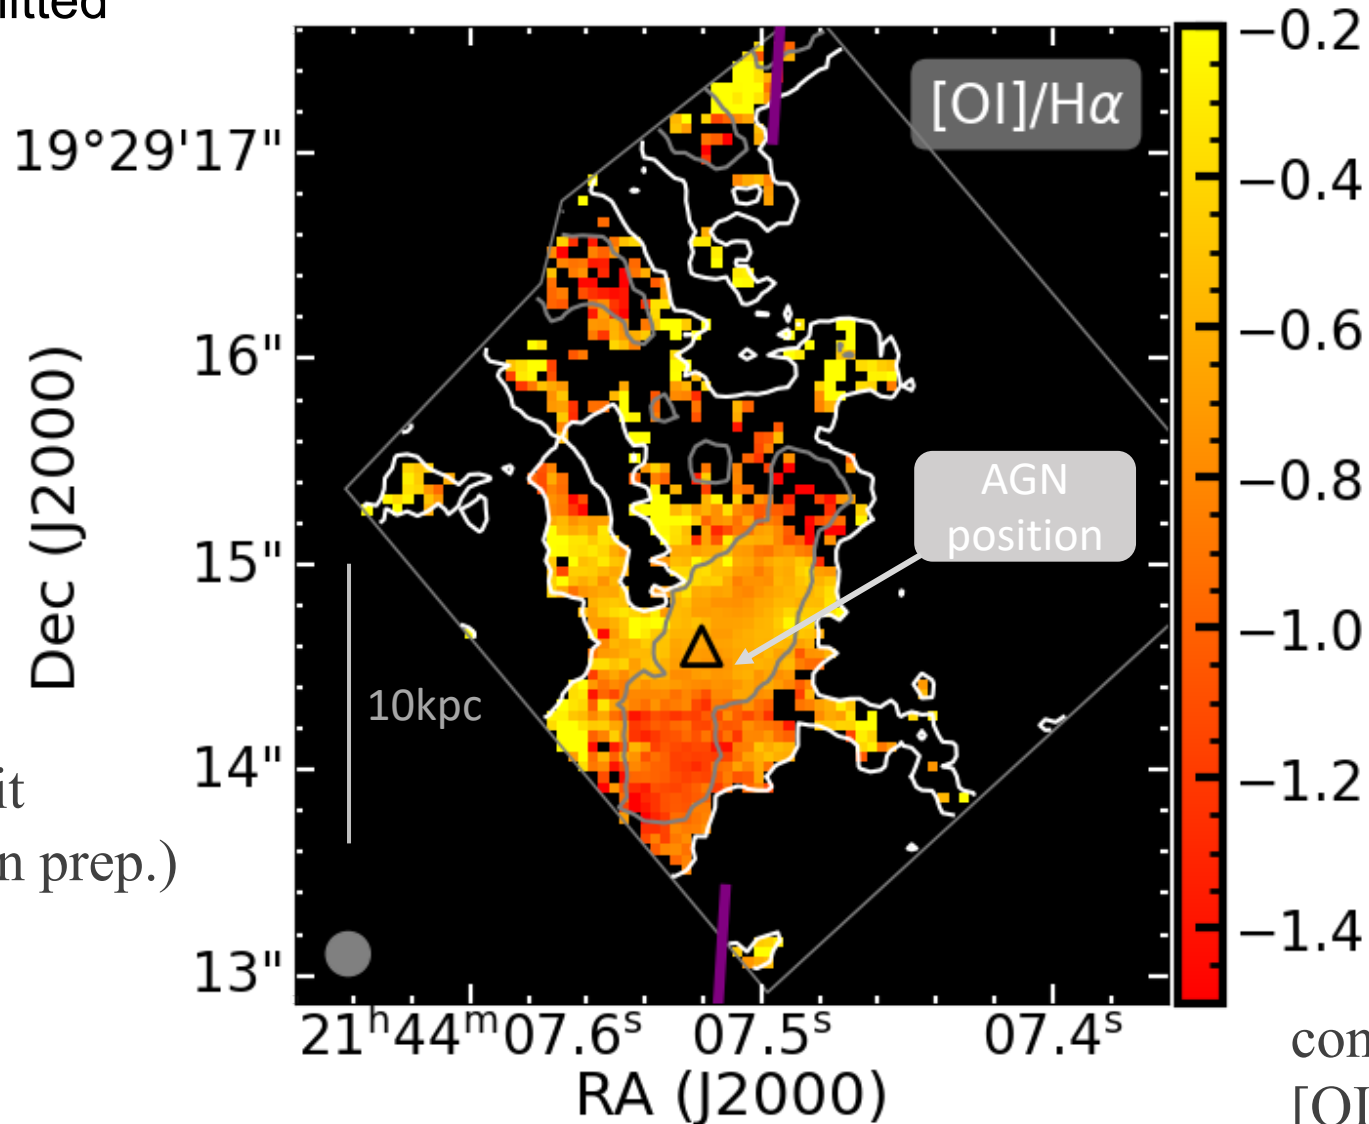 [OI]/Hα
−0.2
19°29'17"
−0.4
−0.6
16"
AGN
position
−0.8
15"
Dec (J2000)
−1.0
10kpc
14"
−1.2
it
n prep.)
−1.4
13"
21ʰ44ᵐ07.6ˢ 07.5ˢ 07.4ˢ
RA (J2000)
[OI